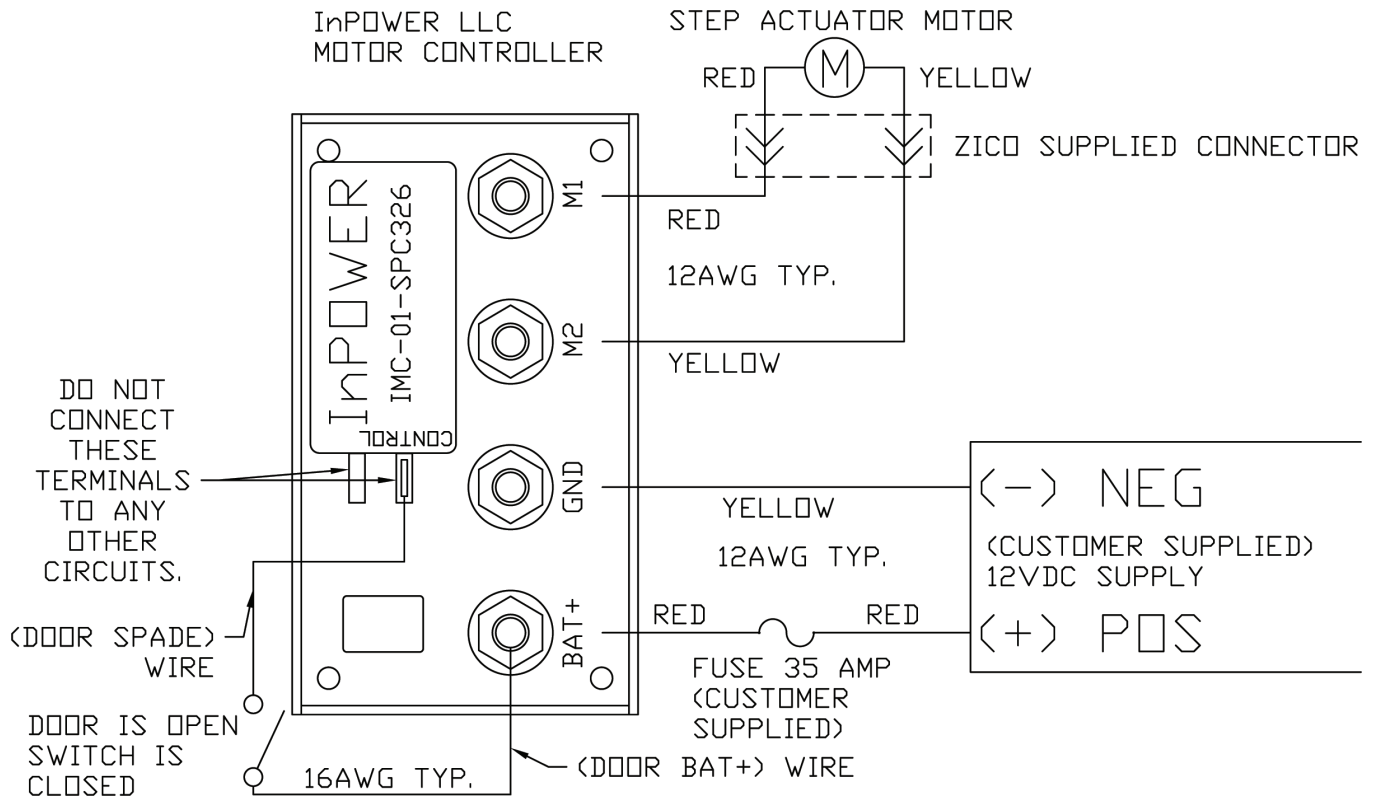 InPOWER LLC
MOTOR CONTROLLER
STEP ACTUATOR MOTOR
RED
M
YELLOW
ZICO SUPPLIED CONNECTOR
InPOWER
IMC-01-SPC326
CONTROL
M1
RED
12AWG TYP.
M2
YELLOW
DO NOT
CONNECT
THESE
TERMINALS
TO ANY
OTHER
CIRCUITS.
GND
YELLOW
12AWG TYP.
(-) NEG
(CUSTOMER SUPPLIED)
12VDC SUPPLY
(+) POS
BAT+
RED
RED
FUSE 35 AMP
(CUSTOMER
SUPPLIED)
(DOOR SPADE)
WIRE
DOOR IS OPEN
SWITCH IS
CLOSED
16AWG TYP.
(DOOR BAT+) WIRE